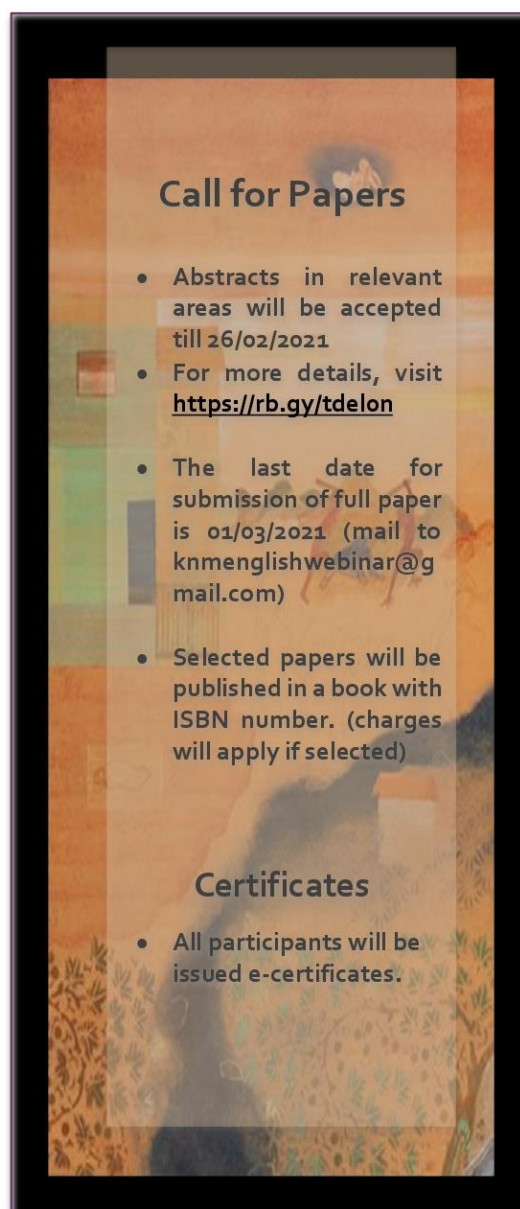 Call for Papers
• Abstracts in relevant
areas will be accepted
till 26/02/2021
• For more details, visit
https://rb.gy/tdelon
• The last date for
submission of full paper
is 01/03/2021 (mail to
knmenglishwebinar@g
mail.com)
• Selected papers will be
published in a book with
ISBN number. (charges
will apply if selected)
Certificates
• All participants will be
issued e-certificates.